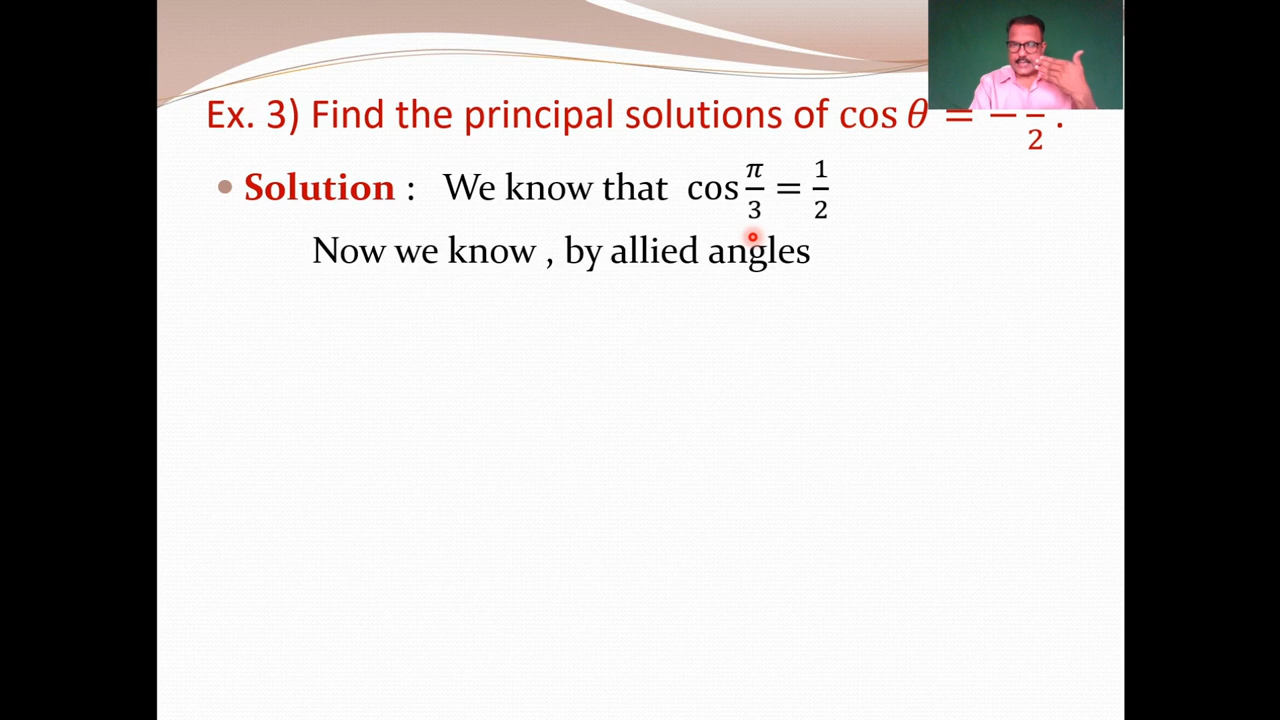 Ex. 3) Find the principal solutions of cos θ = − /2 .
• Solution : We know that cos π/3 = 1/2
Now we know , by allied angles